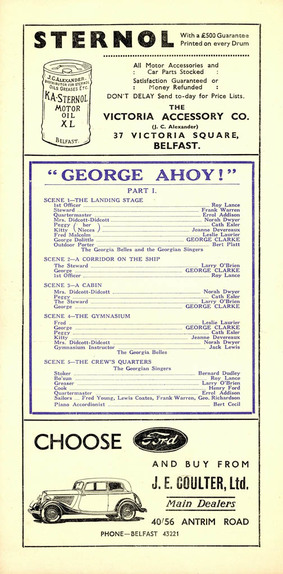 STERNOL With a £500 Guarantee
Printed on every Drum
J.C. ALEXANDER.
KA-STERNOL
MOTOR
OIL
XL
BELFAST.
All Motor Accessories and
: Car Parts Stocked :
Satisfaction Guaranteed or
: Money Refunded :
DON'T DELAY Send to-day for Price Lists.
THE
VICTORIA ACCESSORY CO.
(J. C. Alexander)
37 VICTORIA SQUARE,
BELFAST.
"GEORGE AHOY!"
PART I.
SCENE 1—THE LANDING STAGE
1st Officer Roy Lance
Steward Frank Warren
Quartermaster Errol Addison
Mrs. Didcott-Didcott Norah Dwyer
Peggy ( her ) Cath Esler
Kitty ( Nieces ) Jeanne Devereaux
Fred Malcolm Leslie Laurier
George Dolittle GEORGE CLARKE
Outdoor Porter Bert Platt
The Georgia Belles and the Georgian Singers
SCENE 2—A CORRIDOR ON THE SHIP
The Steward Larry O'Brien
George GEORGE CLARKE
1st Officer Roy Lance
SCENE 3—A CABIN
Mrs. Didcott-Didcott Norah Dwyer
Peggy Cath Esler
The Steward Larry O'Brien
George GEORGE CLARKE
SCENE 4—THE GYMNASIUM
Fred Leslie Laurier
George GEORGE CLARKE
Peggy Cath Esler
Kitty Jeanne Devereaux
Mrs. Didcott-Didcott Norah Dwyer
Gymnasium Instructor Jack Lewis
The Georgia Belles
SCENE 5—THE CREW'S QUARTERS
The Georgian Singers
Stoker Bernard Dudley
Bo'sun Roy Lance
Greaser Larry O'Brien
Cook Henry Ford
Quartermaster Errol Addison
Sailors Fred Young, Lewis Coates, Frank Warren, Geo. Richardson
Piano Accordionist Bert Cecil
CHOOSE Ford
AND BUY FROM
J. E. COULTER, Ltd.
Main Dealers
40/56 ANTRIM ROAD
PHONE—BELFAST 43221